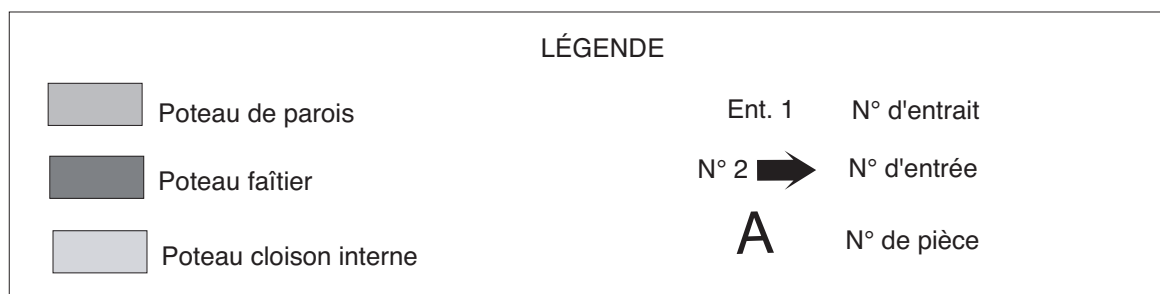 LÉGENDE
Poteau de parois
Poteau faîtier
Poteau cloison interne
Ent. 1 N° d'entrait
N° 2 N° d'entrée
A N° de pièce